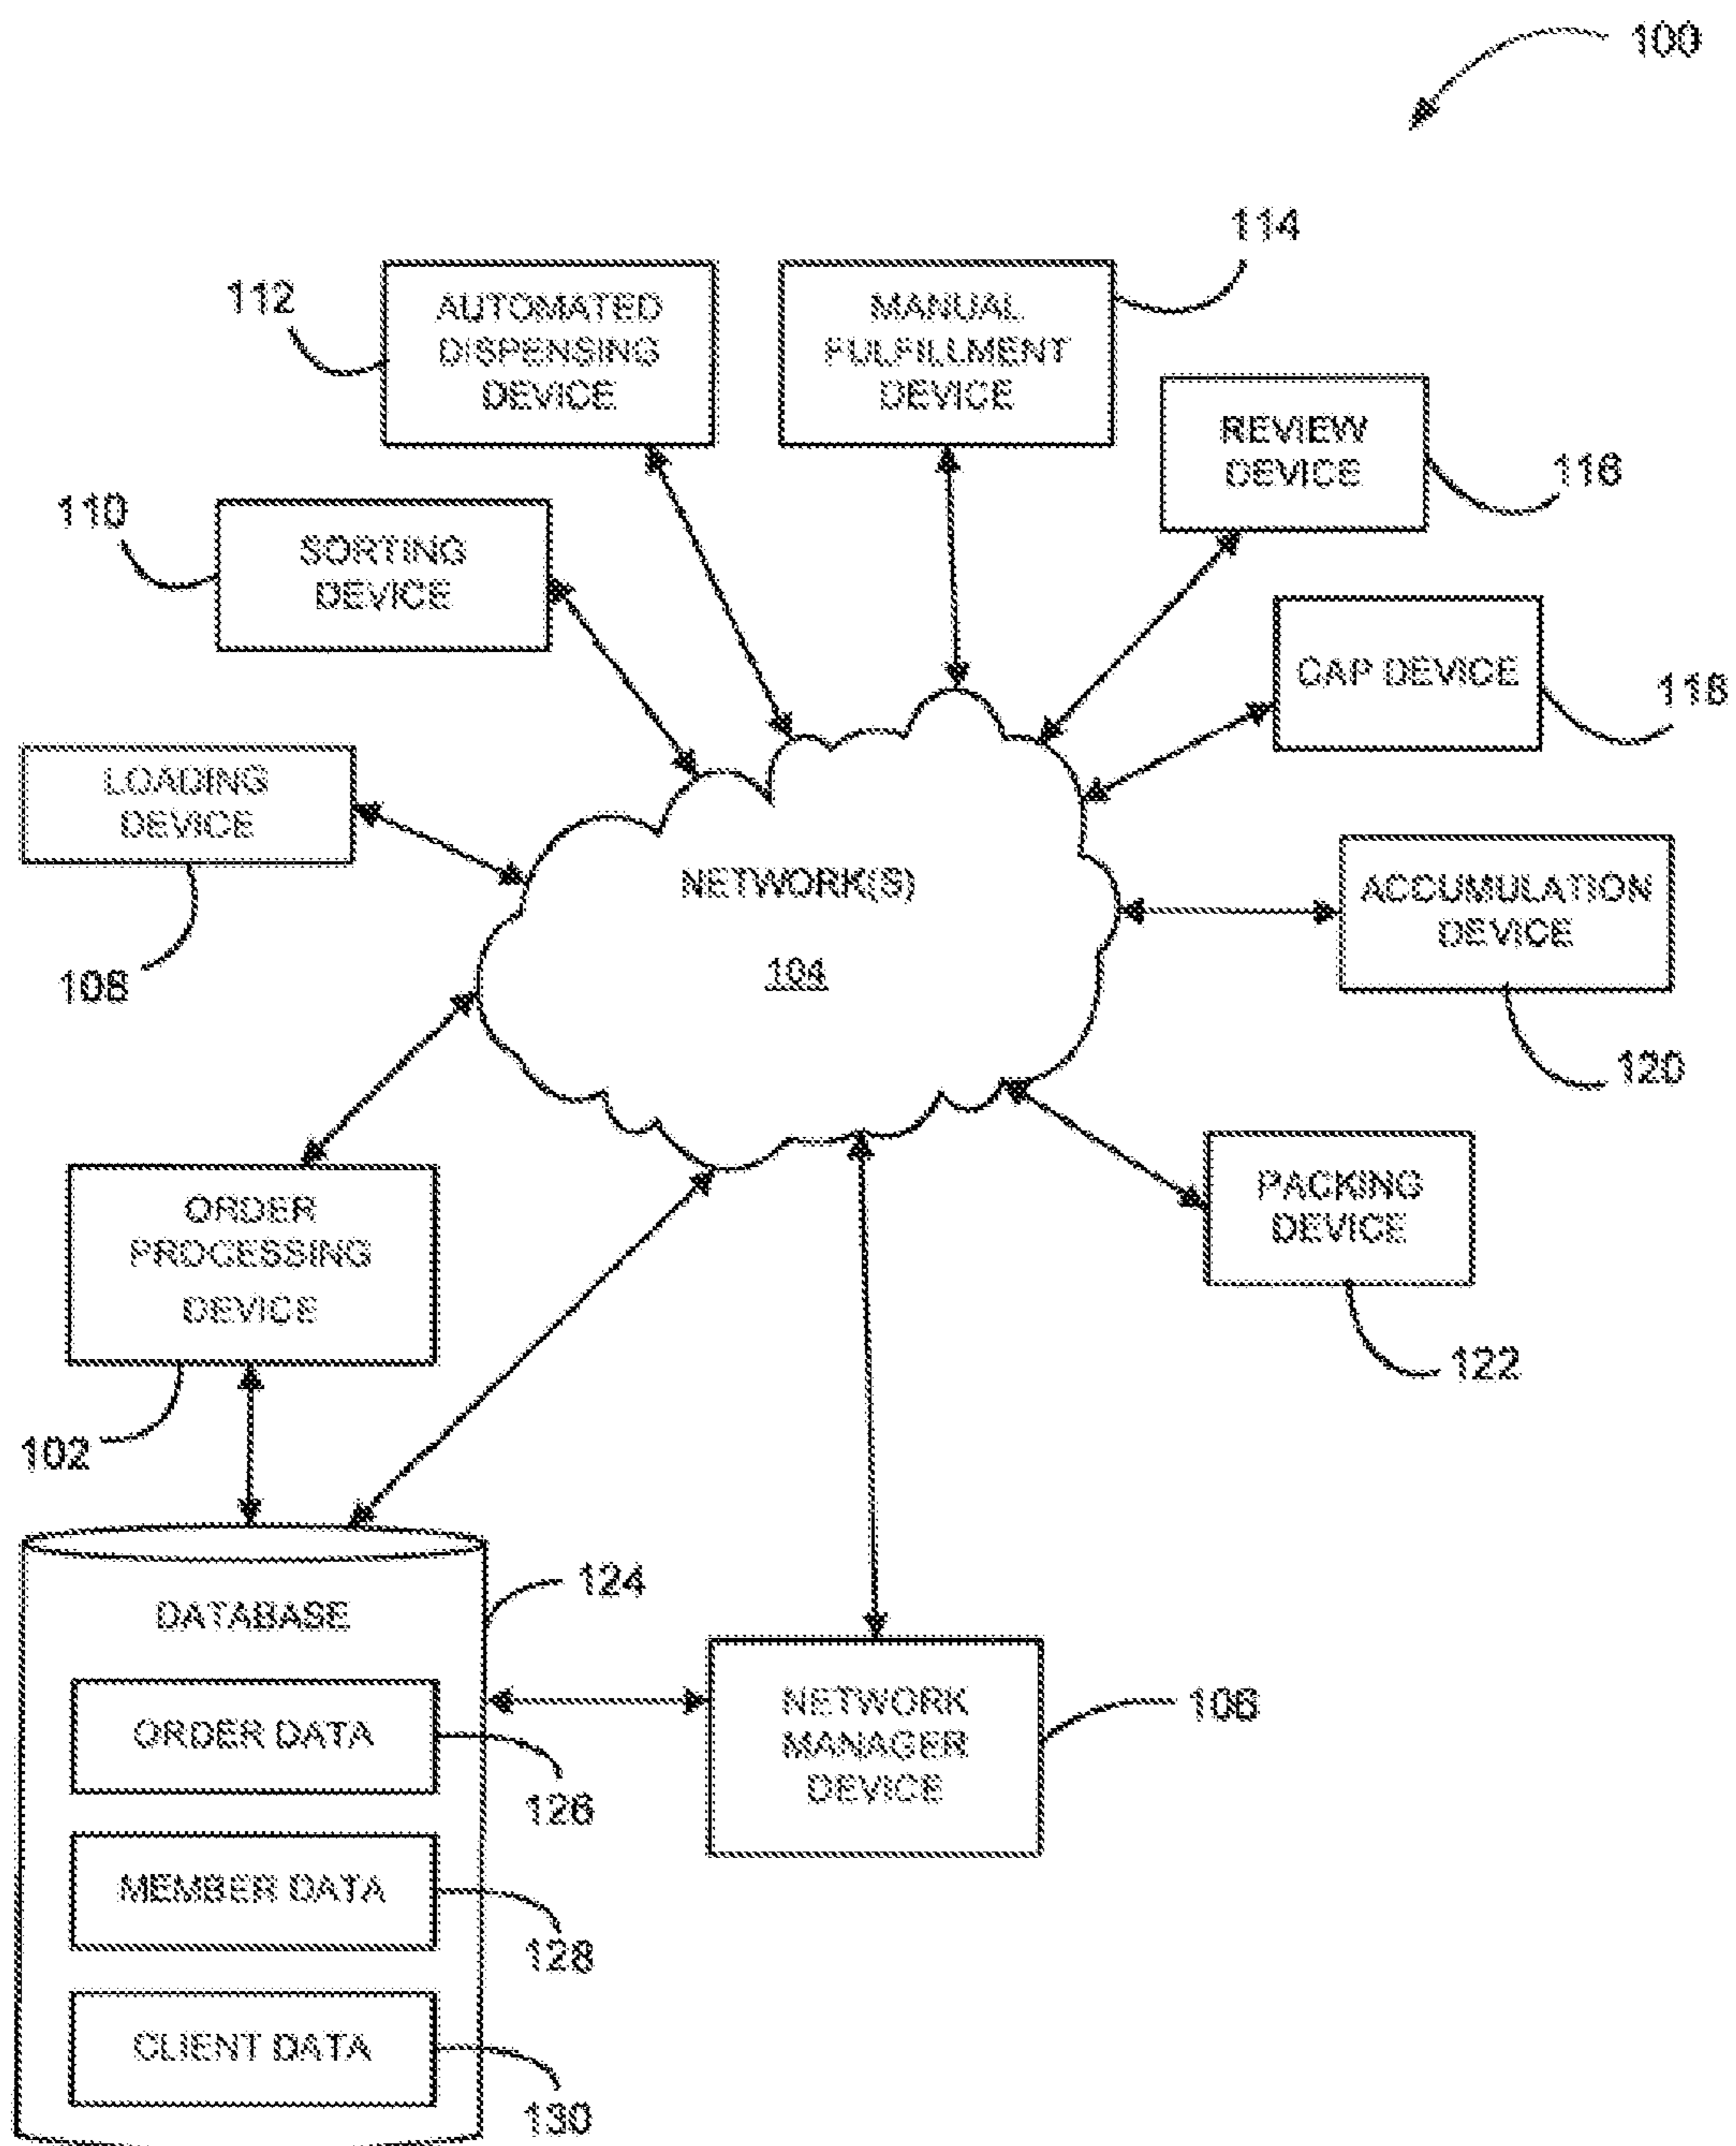 100
114
112
AUTOMATED
DISPENSING
DEVICE
MANUAL
FULFILLMENT
DEVICE
REVIEW
DEVICE
116
110
SORTING
DEVICE
CAP DEVICE
118
LOADING
DEVICE
108
NETWORK(S)
104
ACCUMULATION
DEVICE
120
ORDER
PROCESSING
DEVICE
102
PACKING
DEVICE
122
DATABASE
124
ORDER DATA
126
MEMBER DATA
128
CLIENT DATA
130
NETWORK
MANAGER
DEVICE
106